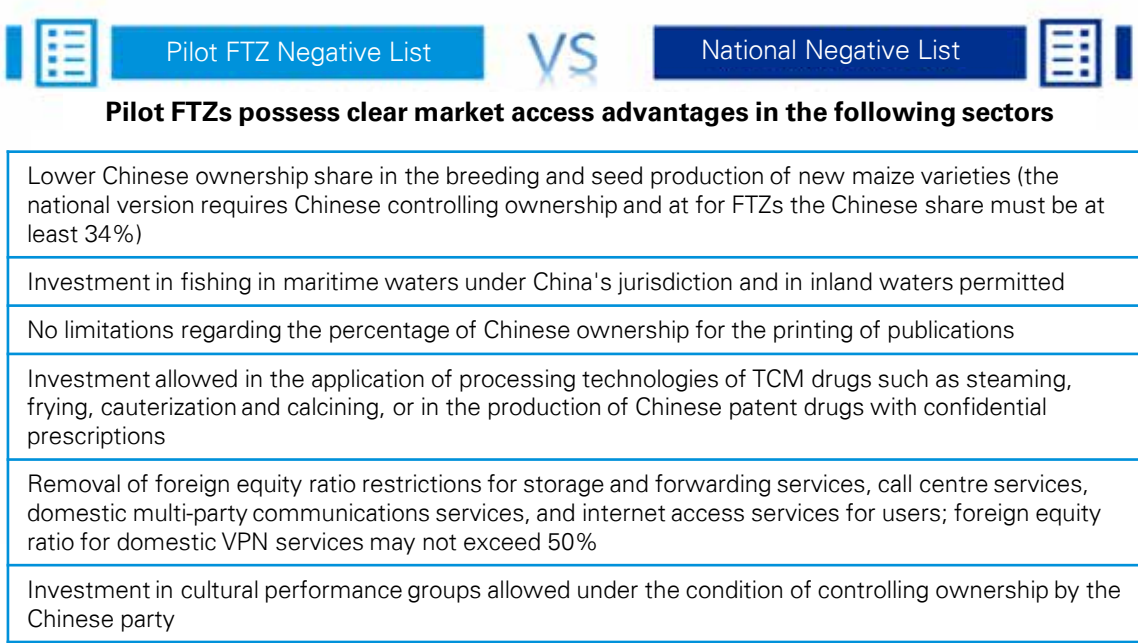 Pilot FTZ Negative List
VS
National Negative List
Pilot FTZs possess clear market access advantages in the following sectors
Lower Chinese ownership share in the breeding and seed production of new maize varieties (the
national version requires Chinese controlling ownership and at for FTZs the Chinese share must be at
least 34%)
Investment in fishing in maritime waters under China's jurisdiction and in inland waters permitted
No limitations regarding the percentage of Chinese ownership for the printing of publications
Investment allowed in the application of processing technologies of TCM drugs such as steaming,
frying, cauterization and calcining, or in the production of Chinese patent drugs with confidential
prescriptions
Removal of foreign equity ratio restrictions for storage and forwarding services, call centre services,
domestic multi-party communications services, and internet access services for users; foreign equity
ratio for domestic VPN services may not exceed 50%
Investment in cultural performance groups allowed under the condition of controlling ownership by the
Chinese party